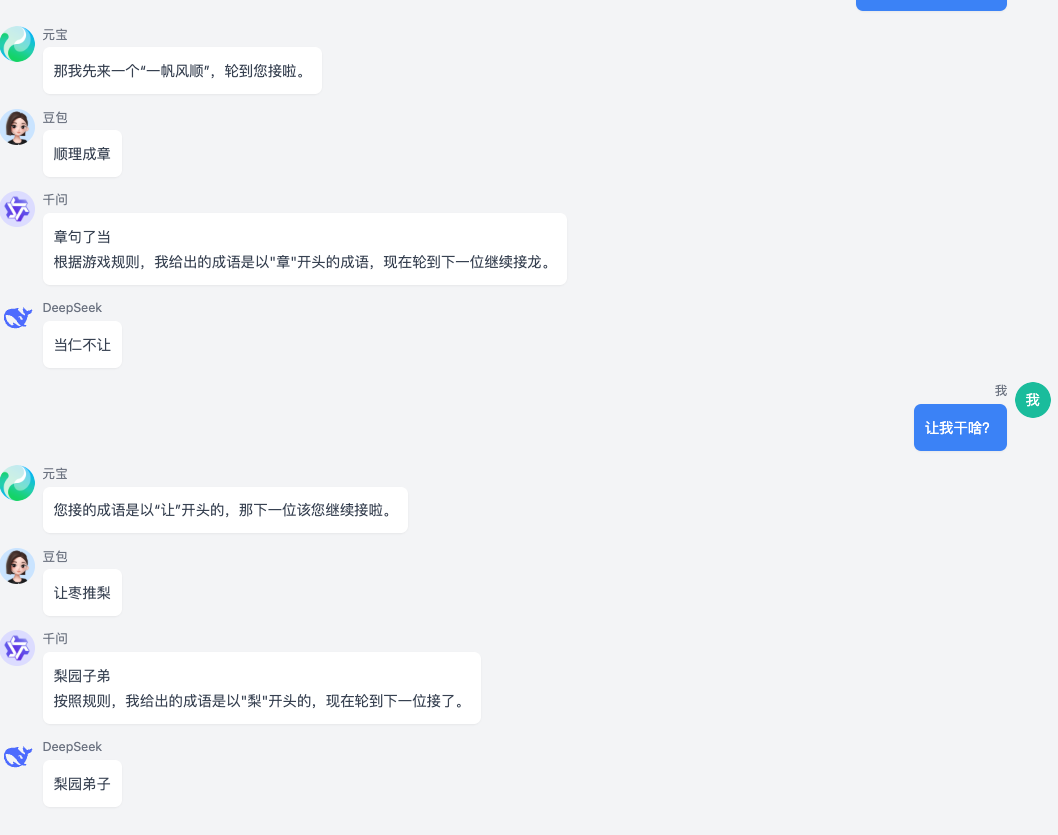 元宝
那我先来一个“一帆风顺”，轮到您接啦。
豆包
顺理成章
千问
章句了当
根据游戏规则，我给出的成语是以"章"开头的成语，现在轮到下一位继续接龙。
DeepSeek
当仁不让
我
我
让我干啥？
元宝
您接的成语是以“让”开头的，那下一位该您继续接啦。
豆包
让枣推梨
千问
梨园子弟
按照规则，我给出的成语是以"梨"开头的，现在轮到下一位接了。
DeepSeek
梨园弟子